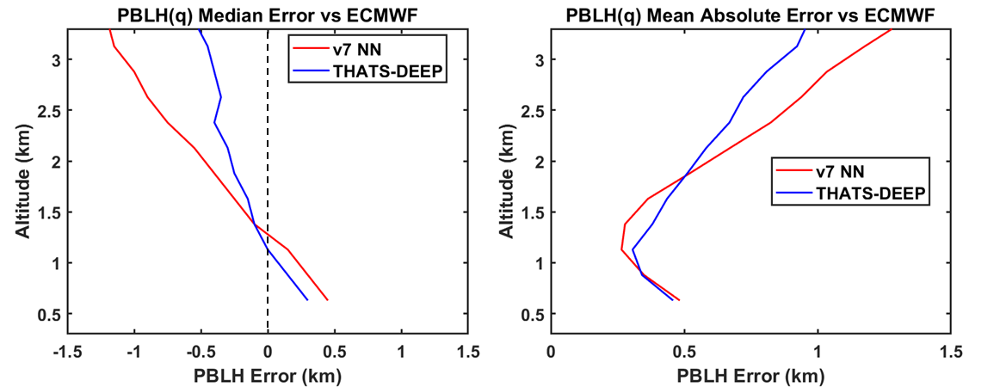 PBLH(q) Median Error vs ECMWF
v7 NN
THATS-DEEP
3
2.5
2
1.5
1
0.5
-1.5 -1 -0.5 0 0.5 1 1.5
Altitude (km)
PBLH Error (km)
PBLH(q) Mean Absolute Error vs ECMWF
v7 NN
THATS-DEEP
3
2.5
2
1.5
1
0.5
0 0.5 1 1.5
Altitude (km)
PBLH Error (km)